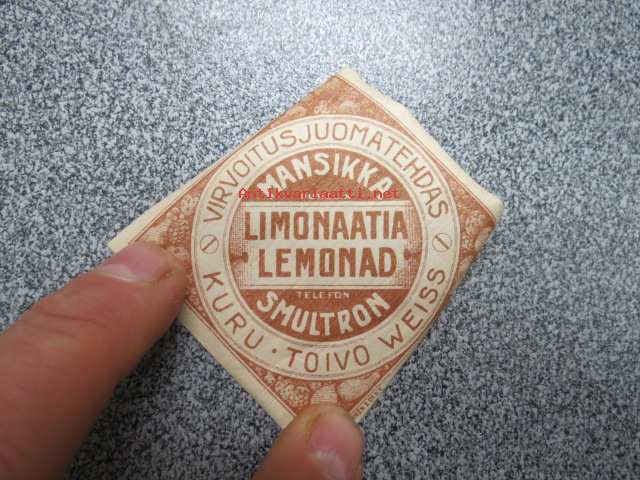 VIRVOITUSJUOMATEHDAS
MANSIKKA
Antikvariaatti.net
LIMONAATIA
LEMONAD
TELEFON
SMULTRON
KURU · TOIVO WEISS